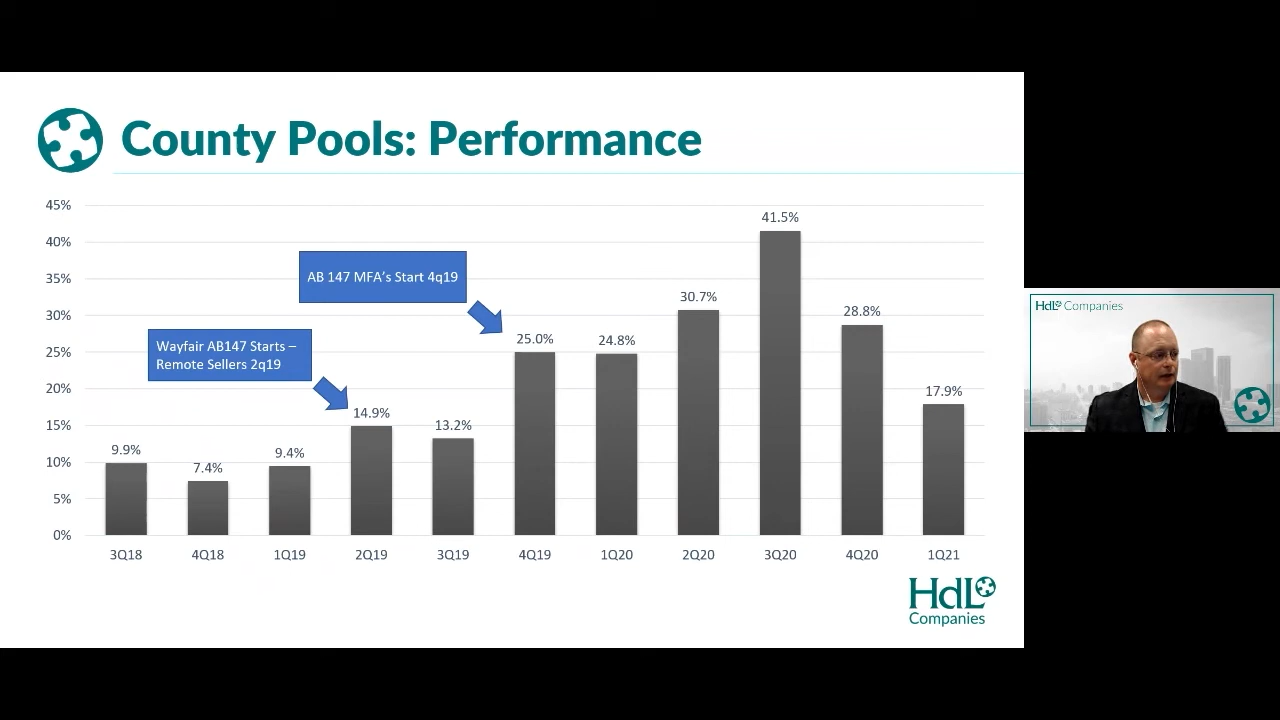 County Pools: Performance
45%
40%
35%
30%
25%
20%
15%
10%
5%
0%
AB 147 MFA's Start 4q19
Wayfair AB147 Starts –
Remote Sellers 2q19
9.9%
7.4%
9.4%
14.9%
13.2%
25.0%
24.8%
30.7%
41.5%
28.8%
17.9%
3Q18
4Q18
1Q19
2Q19
3Q19
4Q19
1Q20
2Q20
3Q20
4Q20
1Q21
HdL
Companies
HdL Companies